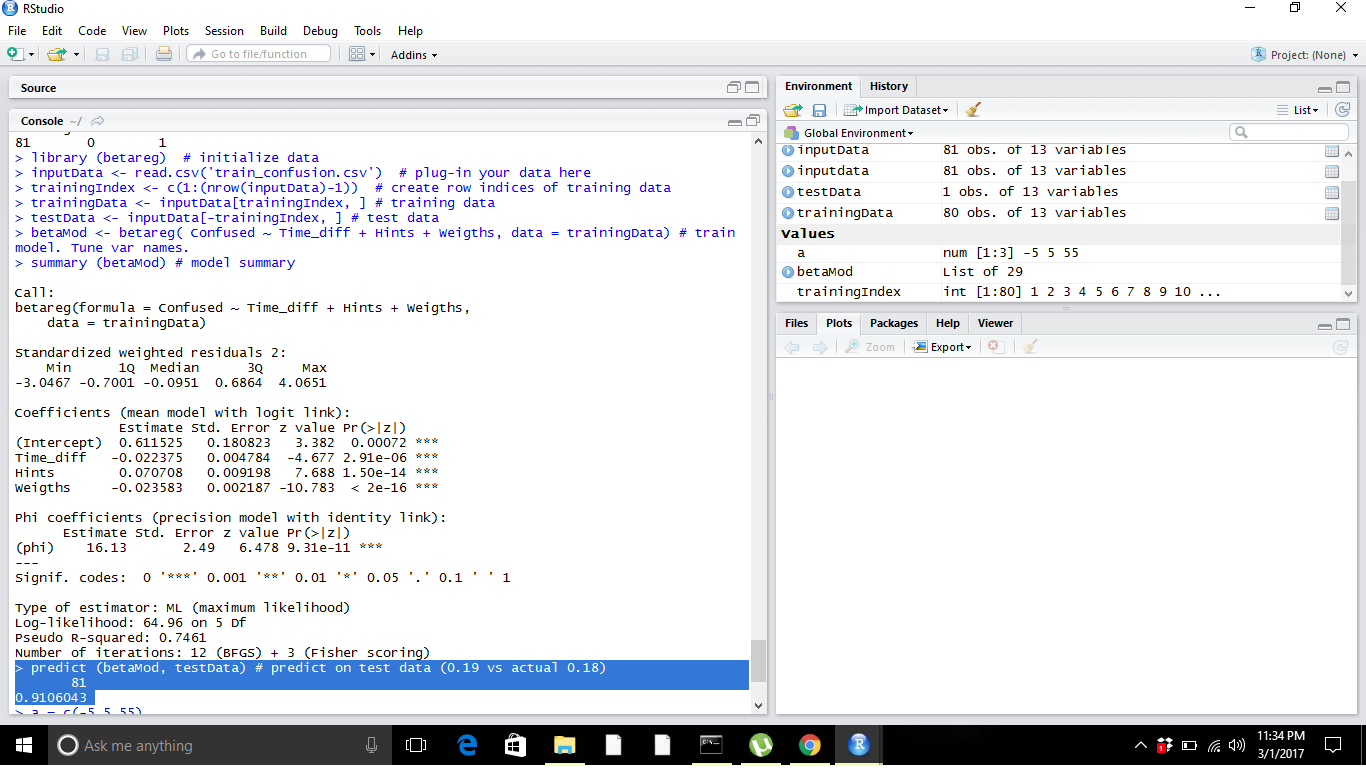 RStudio
File Edit Code View Plots Session Build Debug Tools Help
Go to file/function
Addins
Project: (None)
Source
Console ~/
81 0 1
> library (betareg) # initialize data
> inputData <- read.csv('train_confusion.csv') # plug-in your data here
> trainingIndex <- c(1:(nrow(inputData)-1)) # create row indices of training data
> trainingData <- inputData[trainingIndex, ] # training data
> testData <- inputData[-trainingIndex, ] # test data
> betaMod <- betareg( Confused ~ Time_diff + Hints + Weigths, data = trainingData) # train
model. Tune var names.
> summary (betaMod) # model summary
Call:
betareg(formula = Confused ~ Time_diff + Hints + Weigths,
data = trainingData)
Standardized weighted residuals 2:
Min 1Q Median 3Q Max
-3.0467 -0.7001 -0.0951 0.6864 4.0651
Coefficients (mean model with logit link):
Estimate Std. Error z value Pr(>|z|)
(Intercept) 0.611525 0.180823 3.382 0.00072 ***
Time_diff -0.022375 0.004784 -4.677 2.91e-06 ***
Hints 0.070708 0.009198 7.688 1.50e-14 ***
Weigths -0.023583 0.002187 -10.783 < 2e-16 ***
Phi coefficients (precision model with identity link):
Estimate Std. Error z value Pr(>|z|)
(phi) 16.13 2.49 6.478 9.31e-11 ***
---
Signif. codes: 0 '***' 0.001 '**' 0.01 '*' 0.05 '.' 0.1 ' ' 1
Type of estimator: ML (maximum likelihood)
Log-likelihood: 64.96 on 5 Df
Pseudo R-squared: 0.7461
Number of iterations: 12 (BFGS) + 3 (Fisher scoring)
> predict (betaMod, testData) # predict on test data (0.19 vs actual 0.18)
81
0.9106043
> a = c(-5,5,55)
Environment History
Import Dataset
List
Global Environment
inputData 81 obs. of 13 variables
inputdata 81 obs. of 13 variables
testData 1 obs. of 13 variables
trainingData 80 obs. of 13 variables
Values
a num [1:3] -5 5 55
betaMod List of 29
trainingIndex int [1:80] 1 2 3 4 5 6 7 8 9 10 ...
Files Plots Packages Help Viewer
Zoom Export
Ask me anything
11:34 PM
3/1/2017